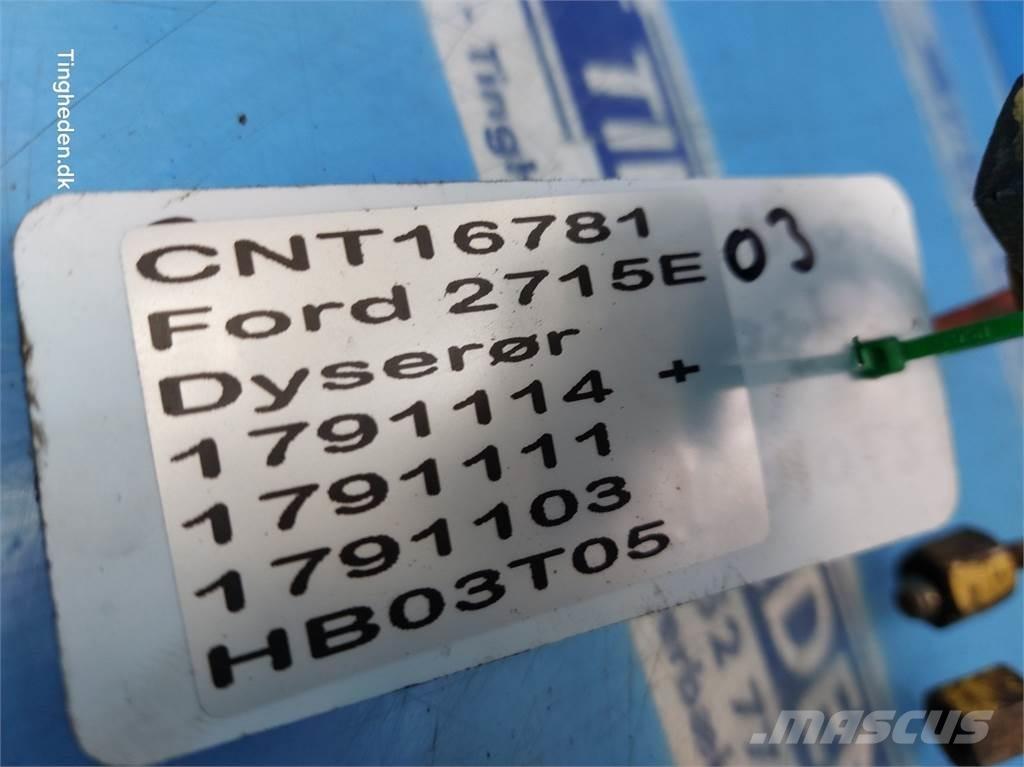 Tingheden.dk
CNT16781
Ford 2715E 03
Dyserør
1791114 +
1791111
1791103
HB03T05
MASCUS